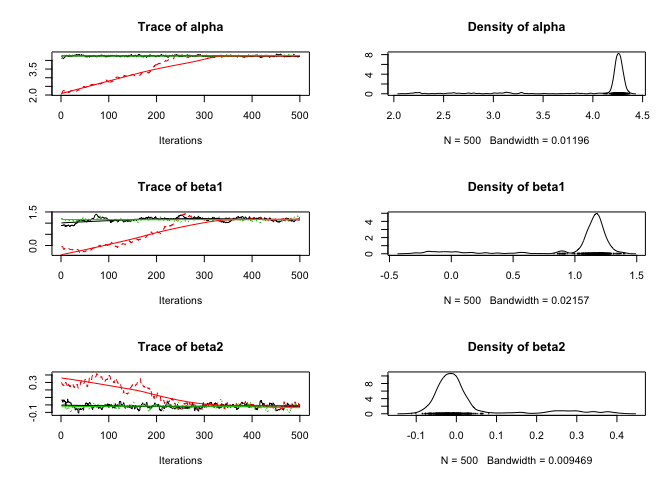 Trace of alpha
2.0 3.5
0 100 200 300 400 500
Iterations
Density of alpha
0 4 8
2.0 2.5 3.0 3.5 4.0 4.5
N = 500 Bandwidth = 0.01196
Trace of beta1
0.0 1.5
0 100 200 300 400 500
Iterations
Density of beta1
0 2 4
-0.5 0.0 0.5 1.0 1.5
N = 500 Bandwidth = 0.02157
Trace of beta2
-0.1 0.3
0 100 200 300 400 500
Iterations
Density of beta2
0 4 8
-0.1 0.0 0.1 0.2 0.3 0.4
N = 500 Bandwidth = 0.009469